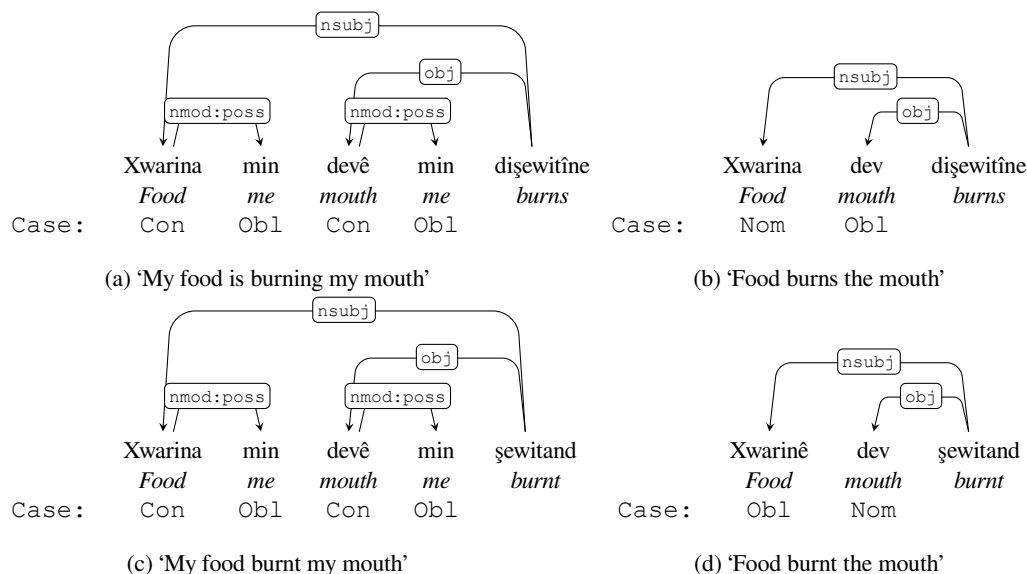 nsubj
obj
nmod:poss nmod:poss
Xwarina min devê min dişewitîne
Food me mouth me burns
Case: Con Obl Con Obl
(a) ‘My food is burning my mouth’
nsubj
obj
Xwarina dev dişewitîne
Food mouth burns
Case: Nom Obl
(b) ‘Food burns the mouth’
nsubj
obj
nmod:poss nmod:poss
Xwarina min devê min şewitand
Food me mouth me burnt
Case: Con Obl Con Obl
(c) ‘My food burnt my mouth’
nsubj
obj
Xwarinê dev şewitand
Food mouth burnt
Case: Obl Nom
(d) ‘Food burnt the mouth’